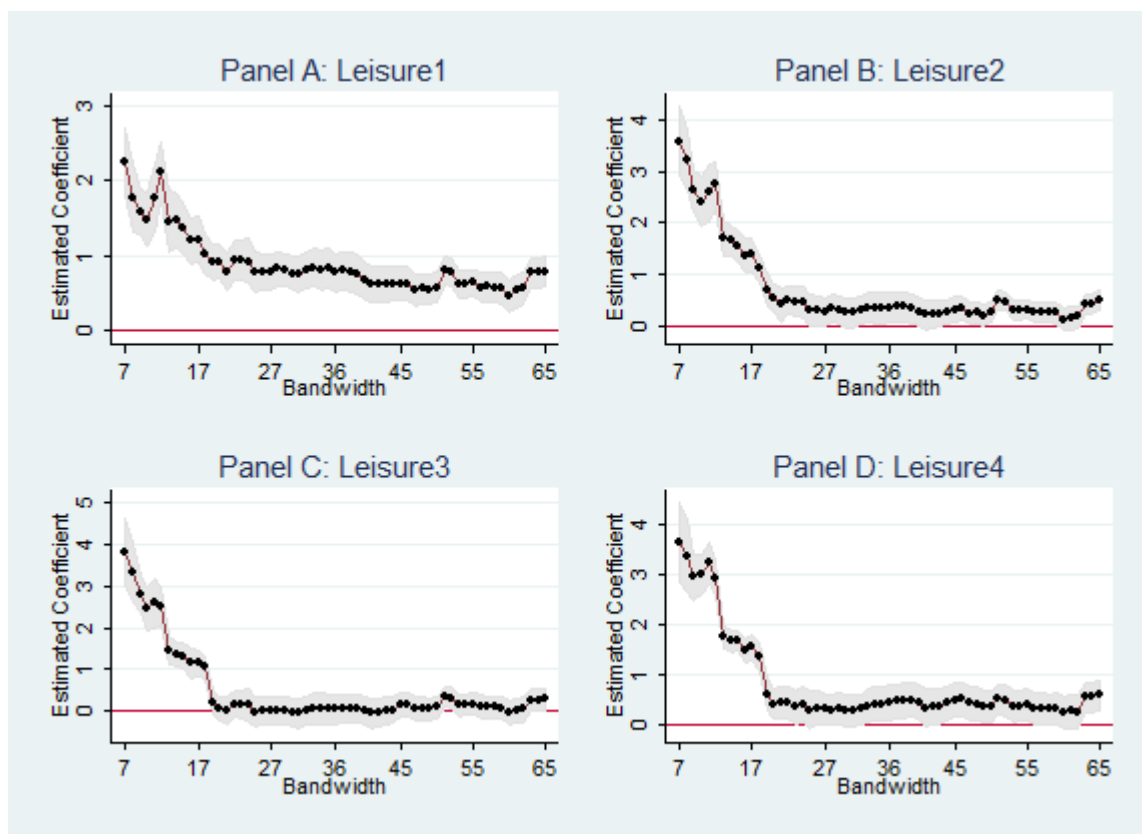 Panel A: Leisure1
Estimated Coefficient
3
2
1
0
7 17 27 36 45 55 65
Bandwidth
Panel B: Leisure2
Estimated Coefficient
4
3
2
1
0
7 17 27 36 45 55 65
Bandwidth
Panel C: Leisure3
Estimated Coefficient
5
4
3
2
1
0
7 17 27 36 45 55 65
Bandwidth
Panel D: Leisure4
Estimated Coefficient
4
3
2
1
0
7 17 27 36 45 55 65
Bandwidth